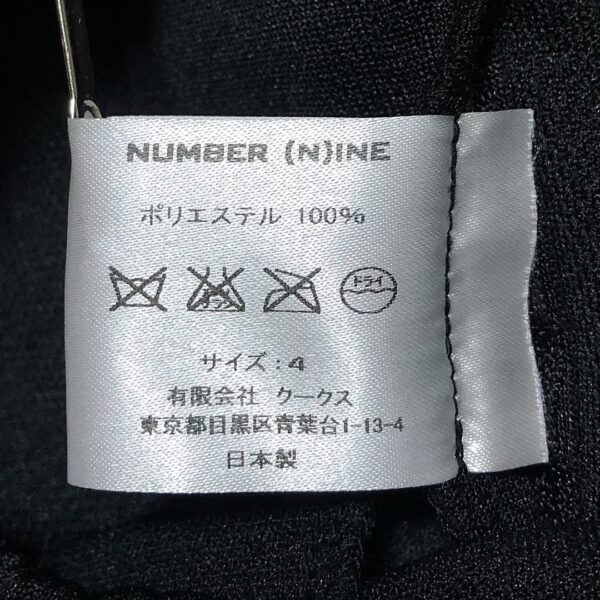 NUMBER (N)INE
ポリエステル 100%
ドライ
サイズ:4
有限会社 クークス
東京都目黒区青葉台1-13-4
日本製